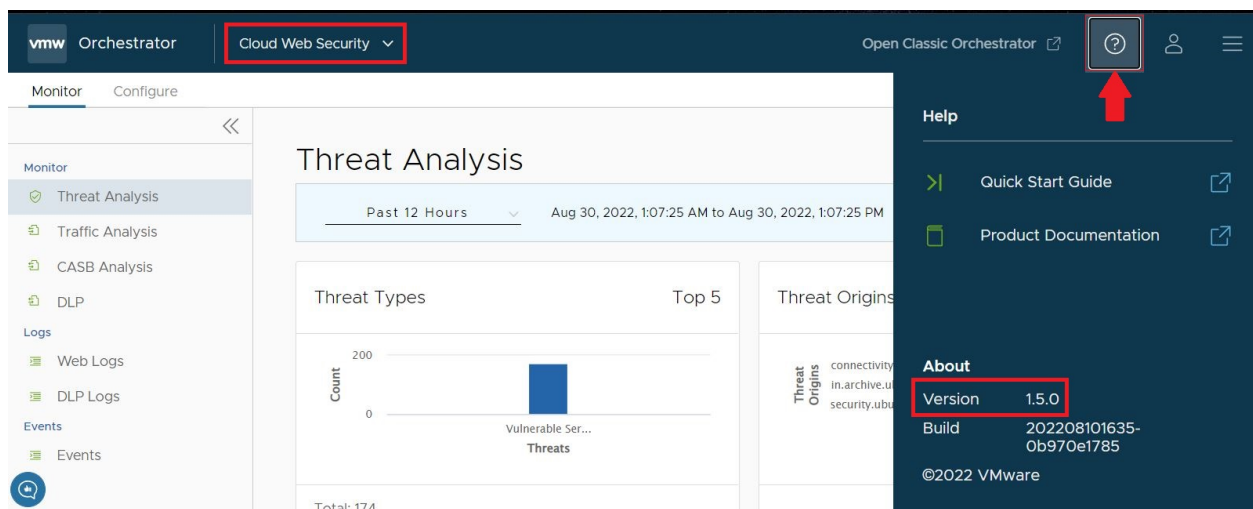 vmw Orchestrator
Cloud Web Security
Open Classic Orchestrator
Monitor Configure
Monitor
Threat Analysis
Traffic Analysis
CASB Analysis
DLP
Logs
Web Logs
DLP Logs
Events
Events
Threat Analysis
Past 12 Hours
Aug 30, 2022, 1:07:25 AM to Aug 30, 2022, 1:07:25 PM
Threat Types
Top 5
200
Count
0
Vulnerable Ser...
Threats
Total: 174
Threat Origins
Threat
Origins
connectivity
in.archive.u
security.ubu
Help
Quick Start Guide
Product Documentation
About
Version 1.5.0
Build 202208101635-
0b970e1785
©2022 VMware